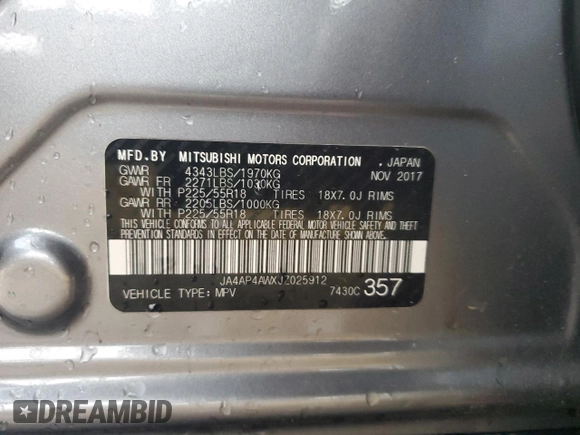 MFD.BY MITSUBISHI MOTORS CORPORATION , JAPAN
GVWR 4343LBS/1970KG NOV 2017
GAWR FR 2271LBS/1030KG
WITH P225/55R18 TIRES 18X7.0J RIMS
GAWR RR 2205LBS/1000KG
WITH P225/55R18 TIRES 18X7.0J RIMS
THIS VEHICLE CONFORMS TO ALL APPLICABLE FEDERAL MOTOR VEHICLE SAFETY AND THEFT
PREVENTION STANDARDS IN EFFECT ON THE DATE OF MANUFACTURE SHOWN ABOVE.
JA4AP4AWXJZ025912
VEHICLE TYPE:MPV 7430C 357
DREAMBID